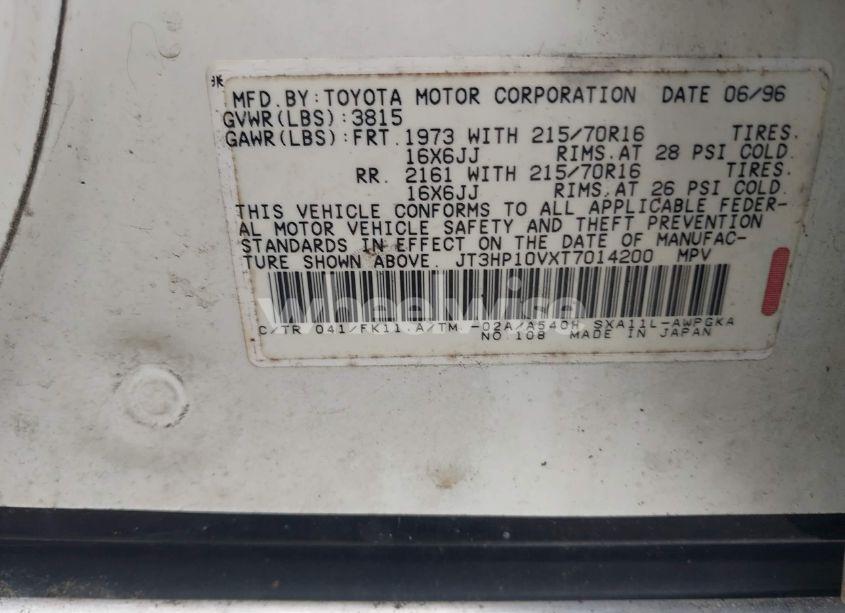 MFD. BY: TOYOTA MOTOR CORPORATION DATE 06/96
GVWR(LBS): 3815
GAWR(LBS): FRT. 1973 WITH 215/70R16 TIRES.
16X6JJ RIMS. AT 28 PSI COLD.
RR. 2161 WITH 215/70R16 TIRES.
16X6JJ RIMS. AT 26 PSI COLD.
THIS VEHICLE CONFORMS TO ALL APPLICABLE FEDER-
AL MOTOR VEHICLE SAFETY AND THEFT PREVENTION
STANDARDS IN EFFECT ON THE DATE OF MANUFAC-
TURE SHOWN ABOVE. JT3HP10VXT7014200 MPV
wheelwise
C/TR 041/FK11 A/TM -02A/A540H SXA11L-AWPGKA
NO.108 MADE IN JAPAN